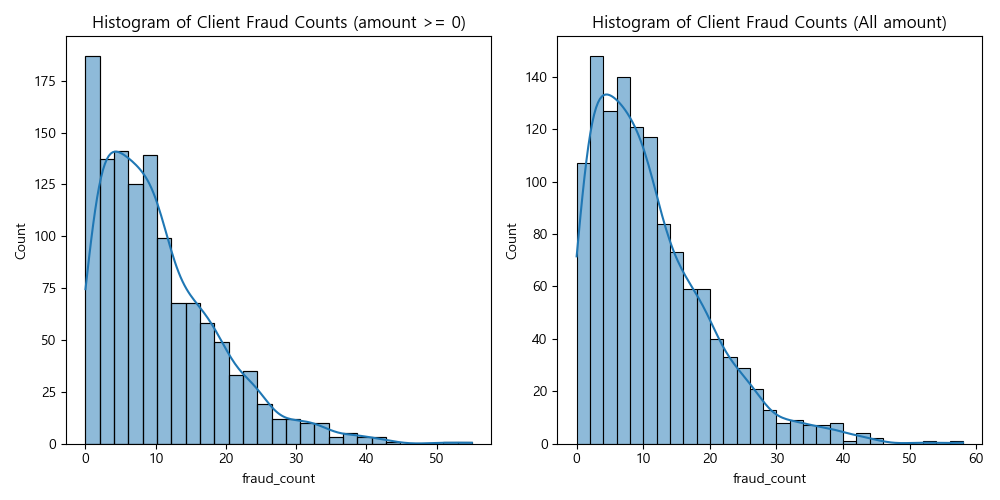 Histogram of Client Fraud Counts (amount >= 0)
Count
175
150
125
100
75
50
25
0
0 10 20 30 40 50
fraud_count
Histogram of Client Fraud Counts (All amount)
Count
140
120
100
80
60
40
20
0
0 10 20 30 40 50 60
fraud_count